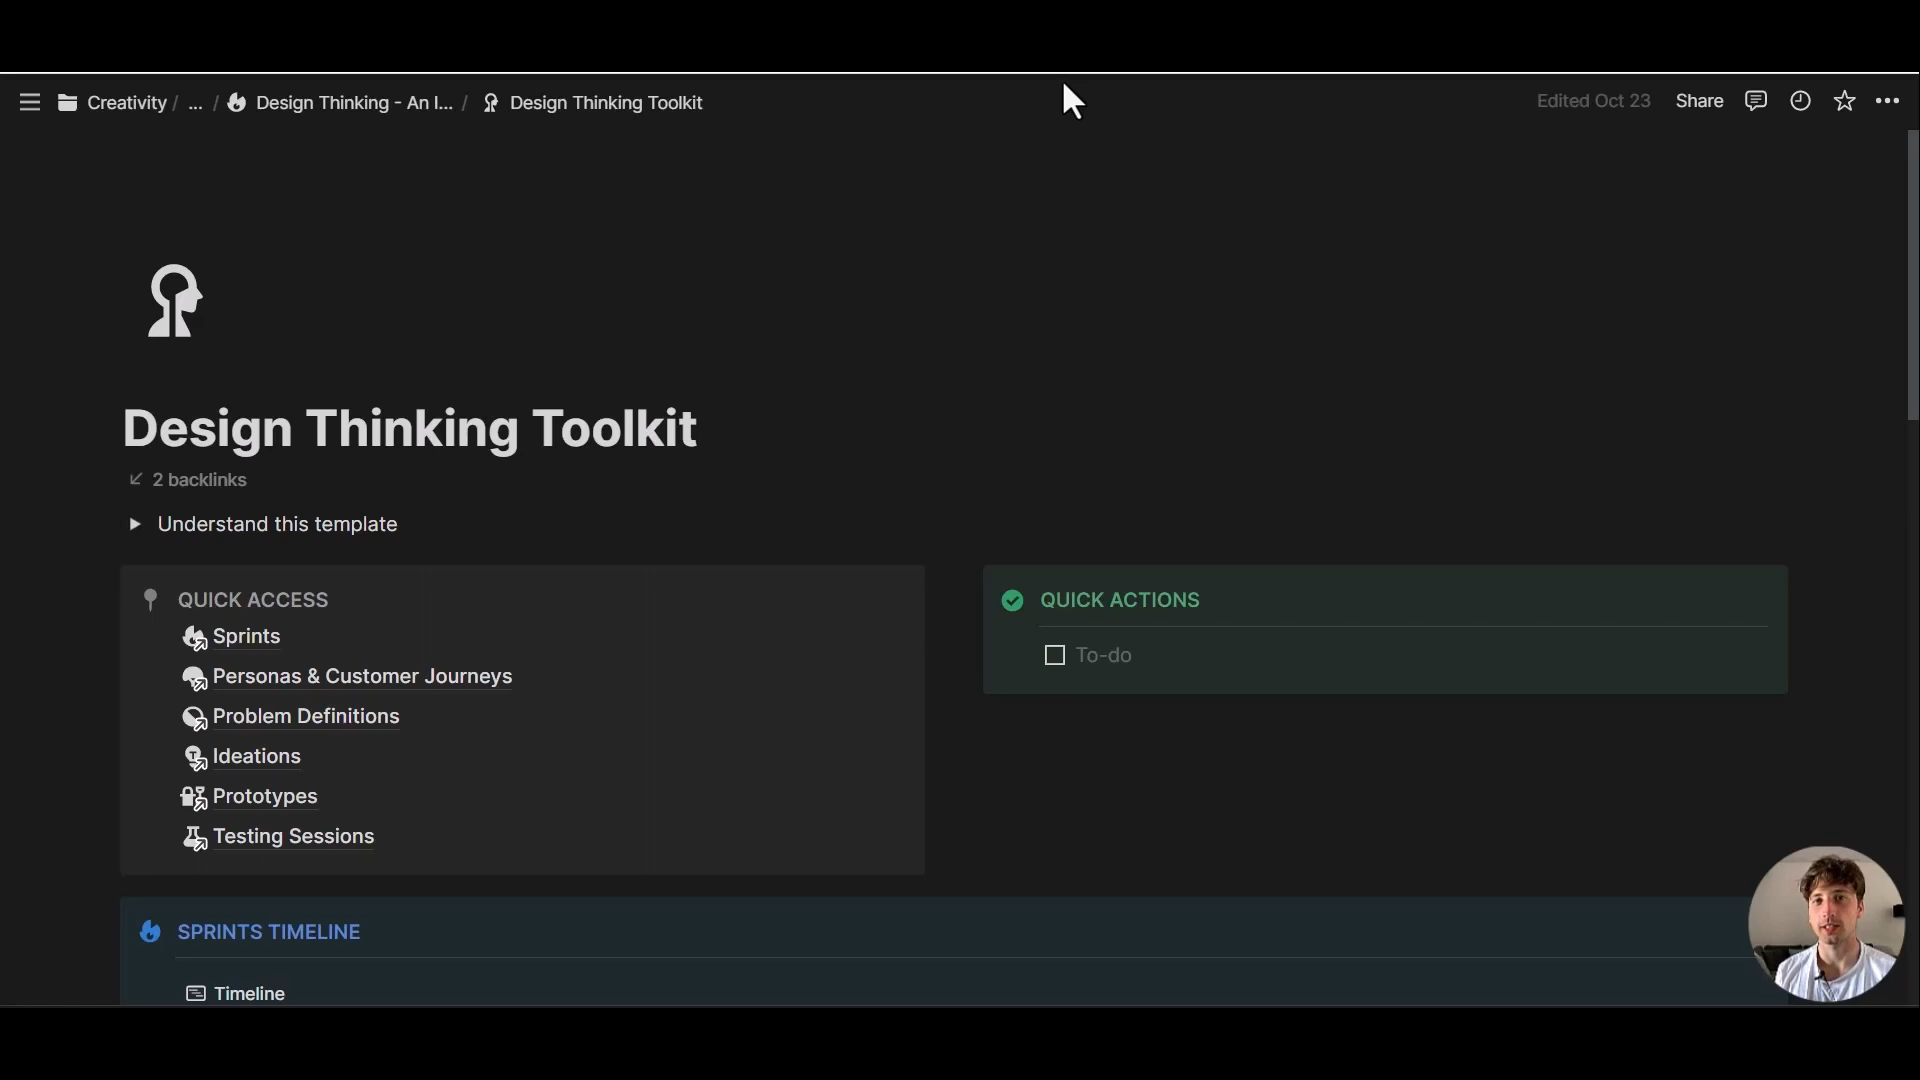 Creativity / ... / Design Thinking - An I... / Design Thinking Toolkit
Edited Oct 23 Share
Design Thinking Toolkit
2 backlinks
Understand this template
QUICK ACCESS
Sprints
Personas & Customer Journeys
Problem Definitions
Ideations
Prototypes
Testing Sessions
QUICK ACTIONS
To-do
SPRINTS TIMELINE
Timeline